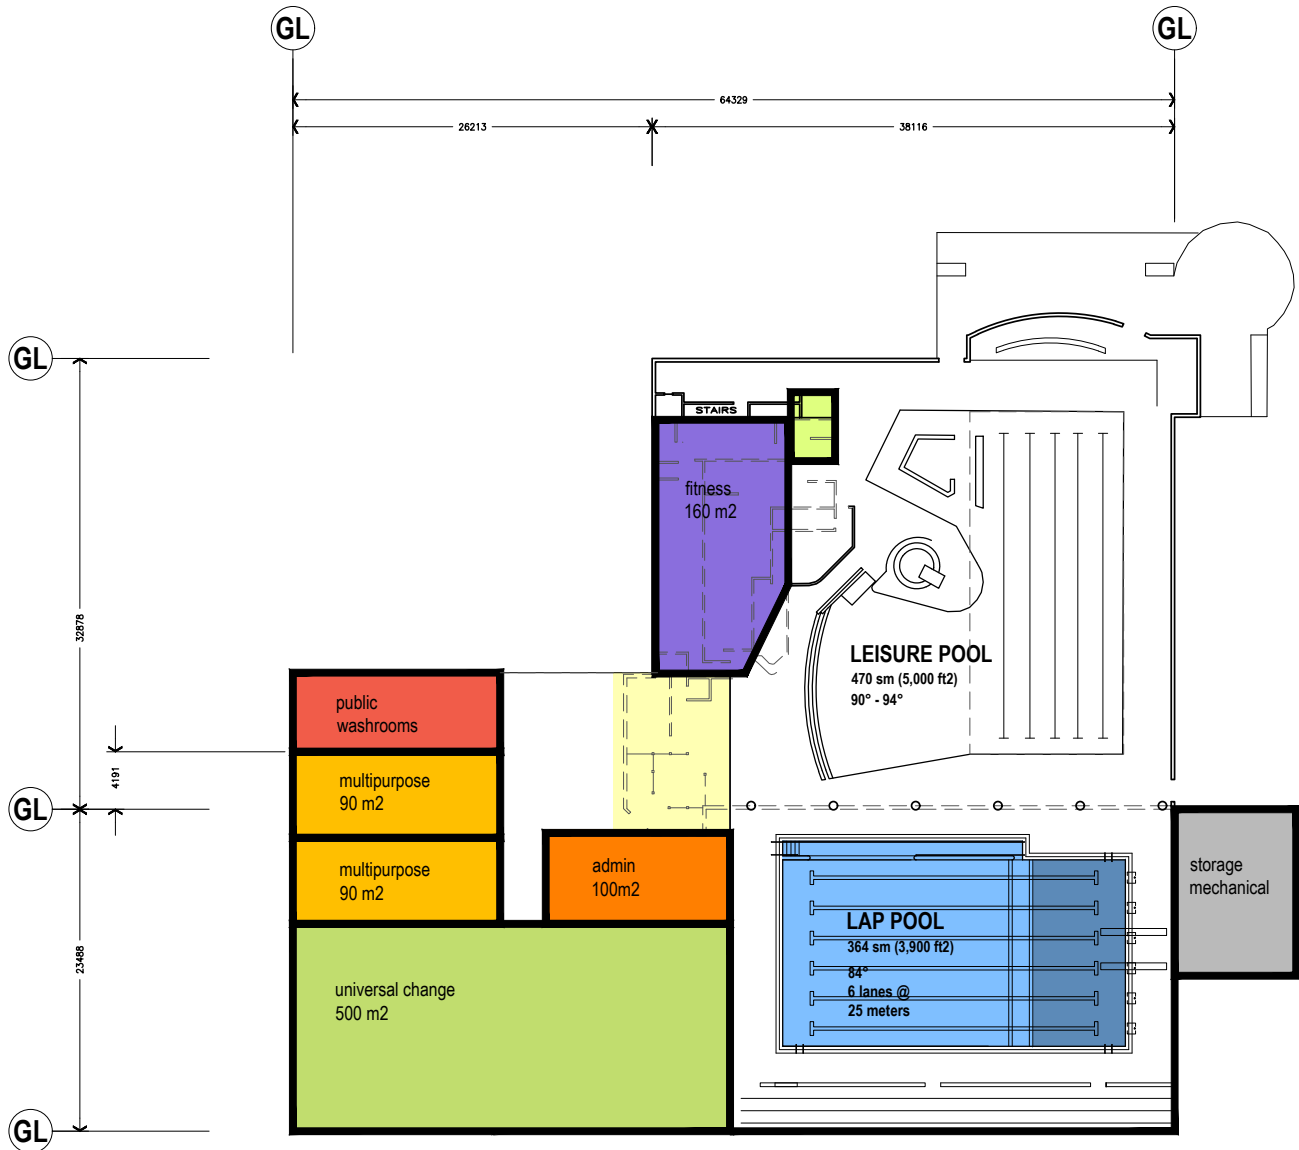 GL
GL
64329
26213
38116
GL
STAIRS
fitness
160 m2
32878
LEISURE POOL
470 sm (5,000 ft2)
90° - 94°
public
washrooms
4191
multipurpose
90 m2
GL
multipurpose
90 m2
admin
100m2
storage
mechanical
LAP POOL
364 sm (3,900 ft2)
84°
6 lanes @
25 meters
23488
universal change
500 m2
GL